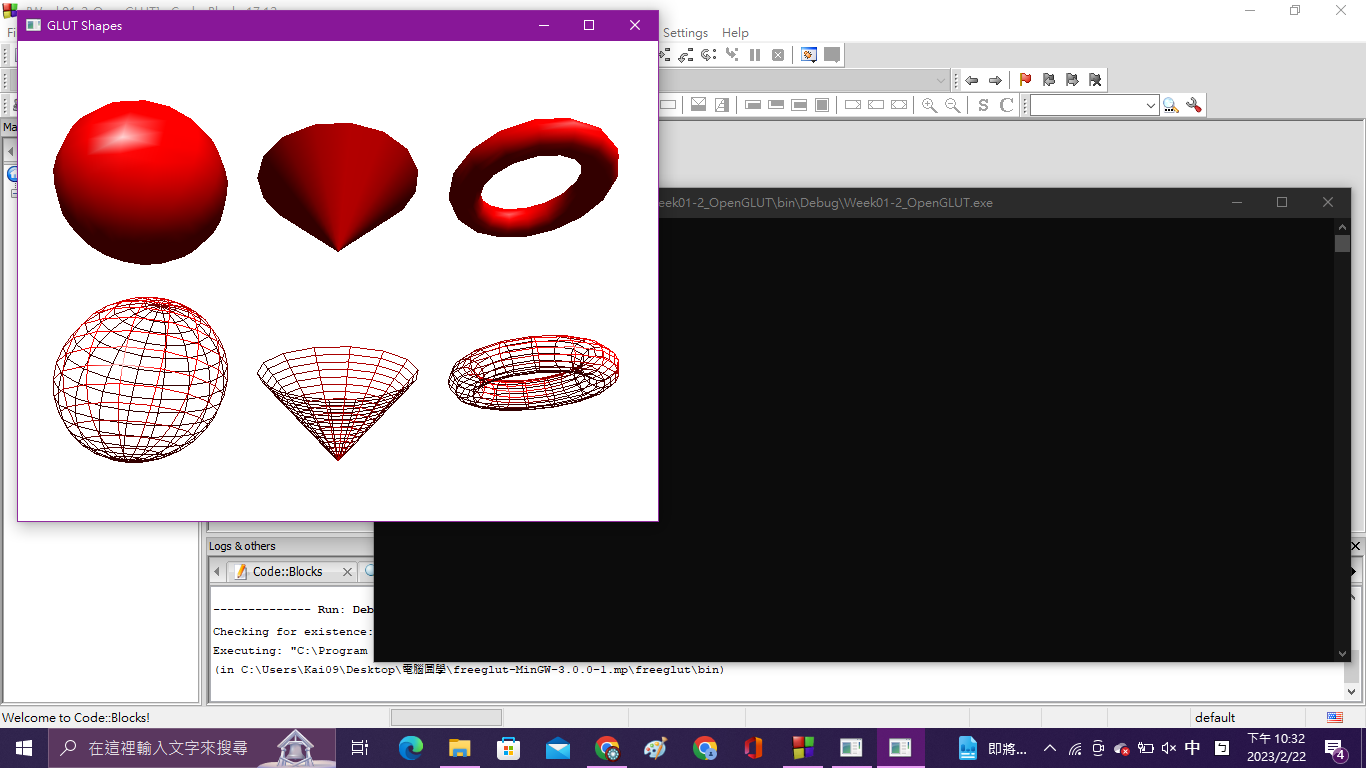 GLUT Shapes
Settings Help
eek01-2_OpenGLUT\bin\Debug\Week01-2_OpenGLUT.exe
S C
Ma
Logs & others
Code::Blocks
-------------- Run: Deb
Checking for existence:
Executing: "C:\Program
(in C:\Users\Kai09\Desktop\電腦圖學\freeglut-MinGW-3.0.0-1.mp\freeglut\bin)
Welcome to Code::Blocks!
default
在這裡輸入文字來搜尋
即將...
中
下午 10:32
2023/2/22
4